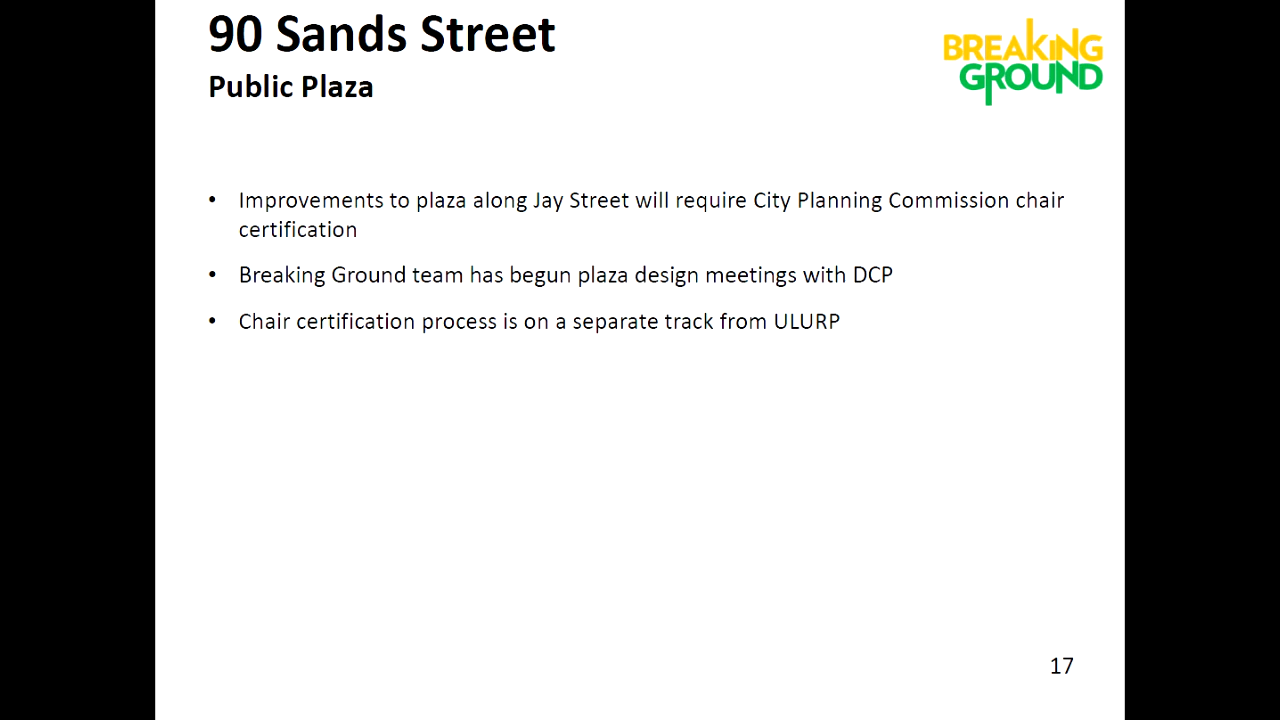 90 Sands Street
Public Plaza
BREAKING
GROUND
• Improvements to plaza along Jay Street will require City Planning Commission chair
certification
• Breaking Ground team has begun plaza design meetings with DCP
• Chair certification process is on a separate track from ULURP
17